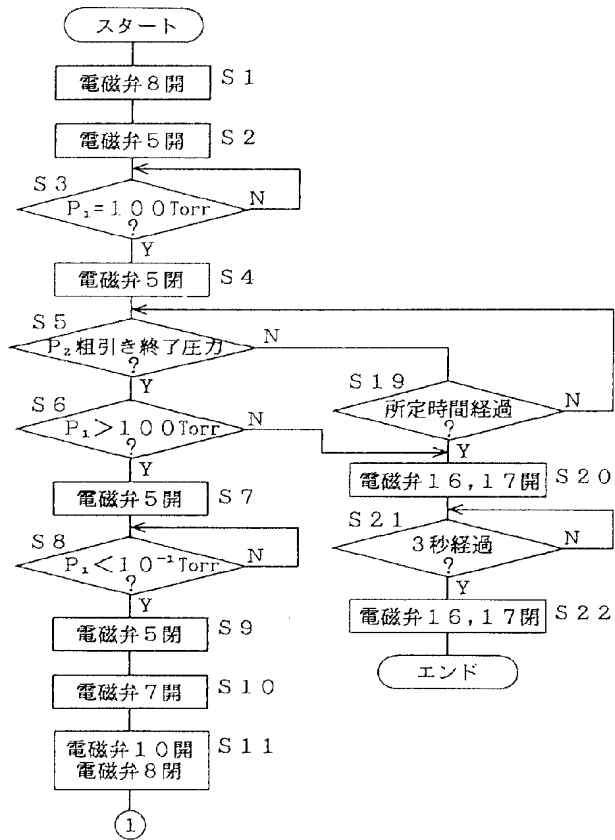 スタート
電磁弁8開 S1
電磁弁5開 S2
S3
P₁=100Torr
?
N
Y
電磁弁5閉 S4
S5
P₂粗引き終了圧力
?
N
Y
S6
P₁>100Torr
?
N
Y
電磁弁5開 S7
S8
P₁<10⁻¹Torr
?
N
Y
電磁弁5閉 S9
電磁弁7開 S10
電磁弁10開
電磁弁8閉
S11
1
S19
所定時間経過
?
N
Y
電磁弁16,17開 S20
S21
3秒経過
?
N
Y
電磁弁16,17閉 S22
エンド